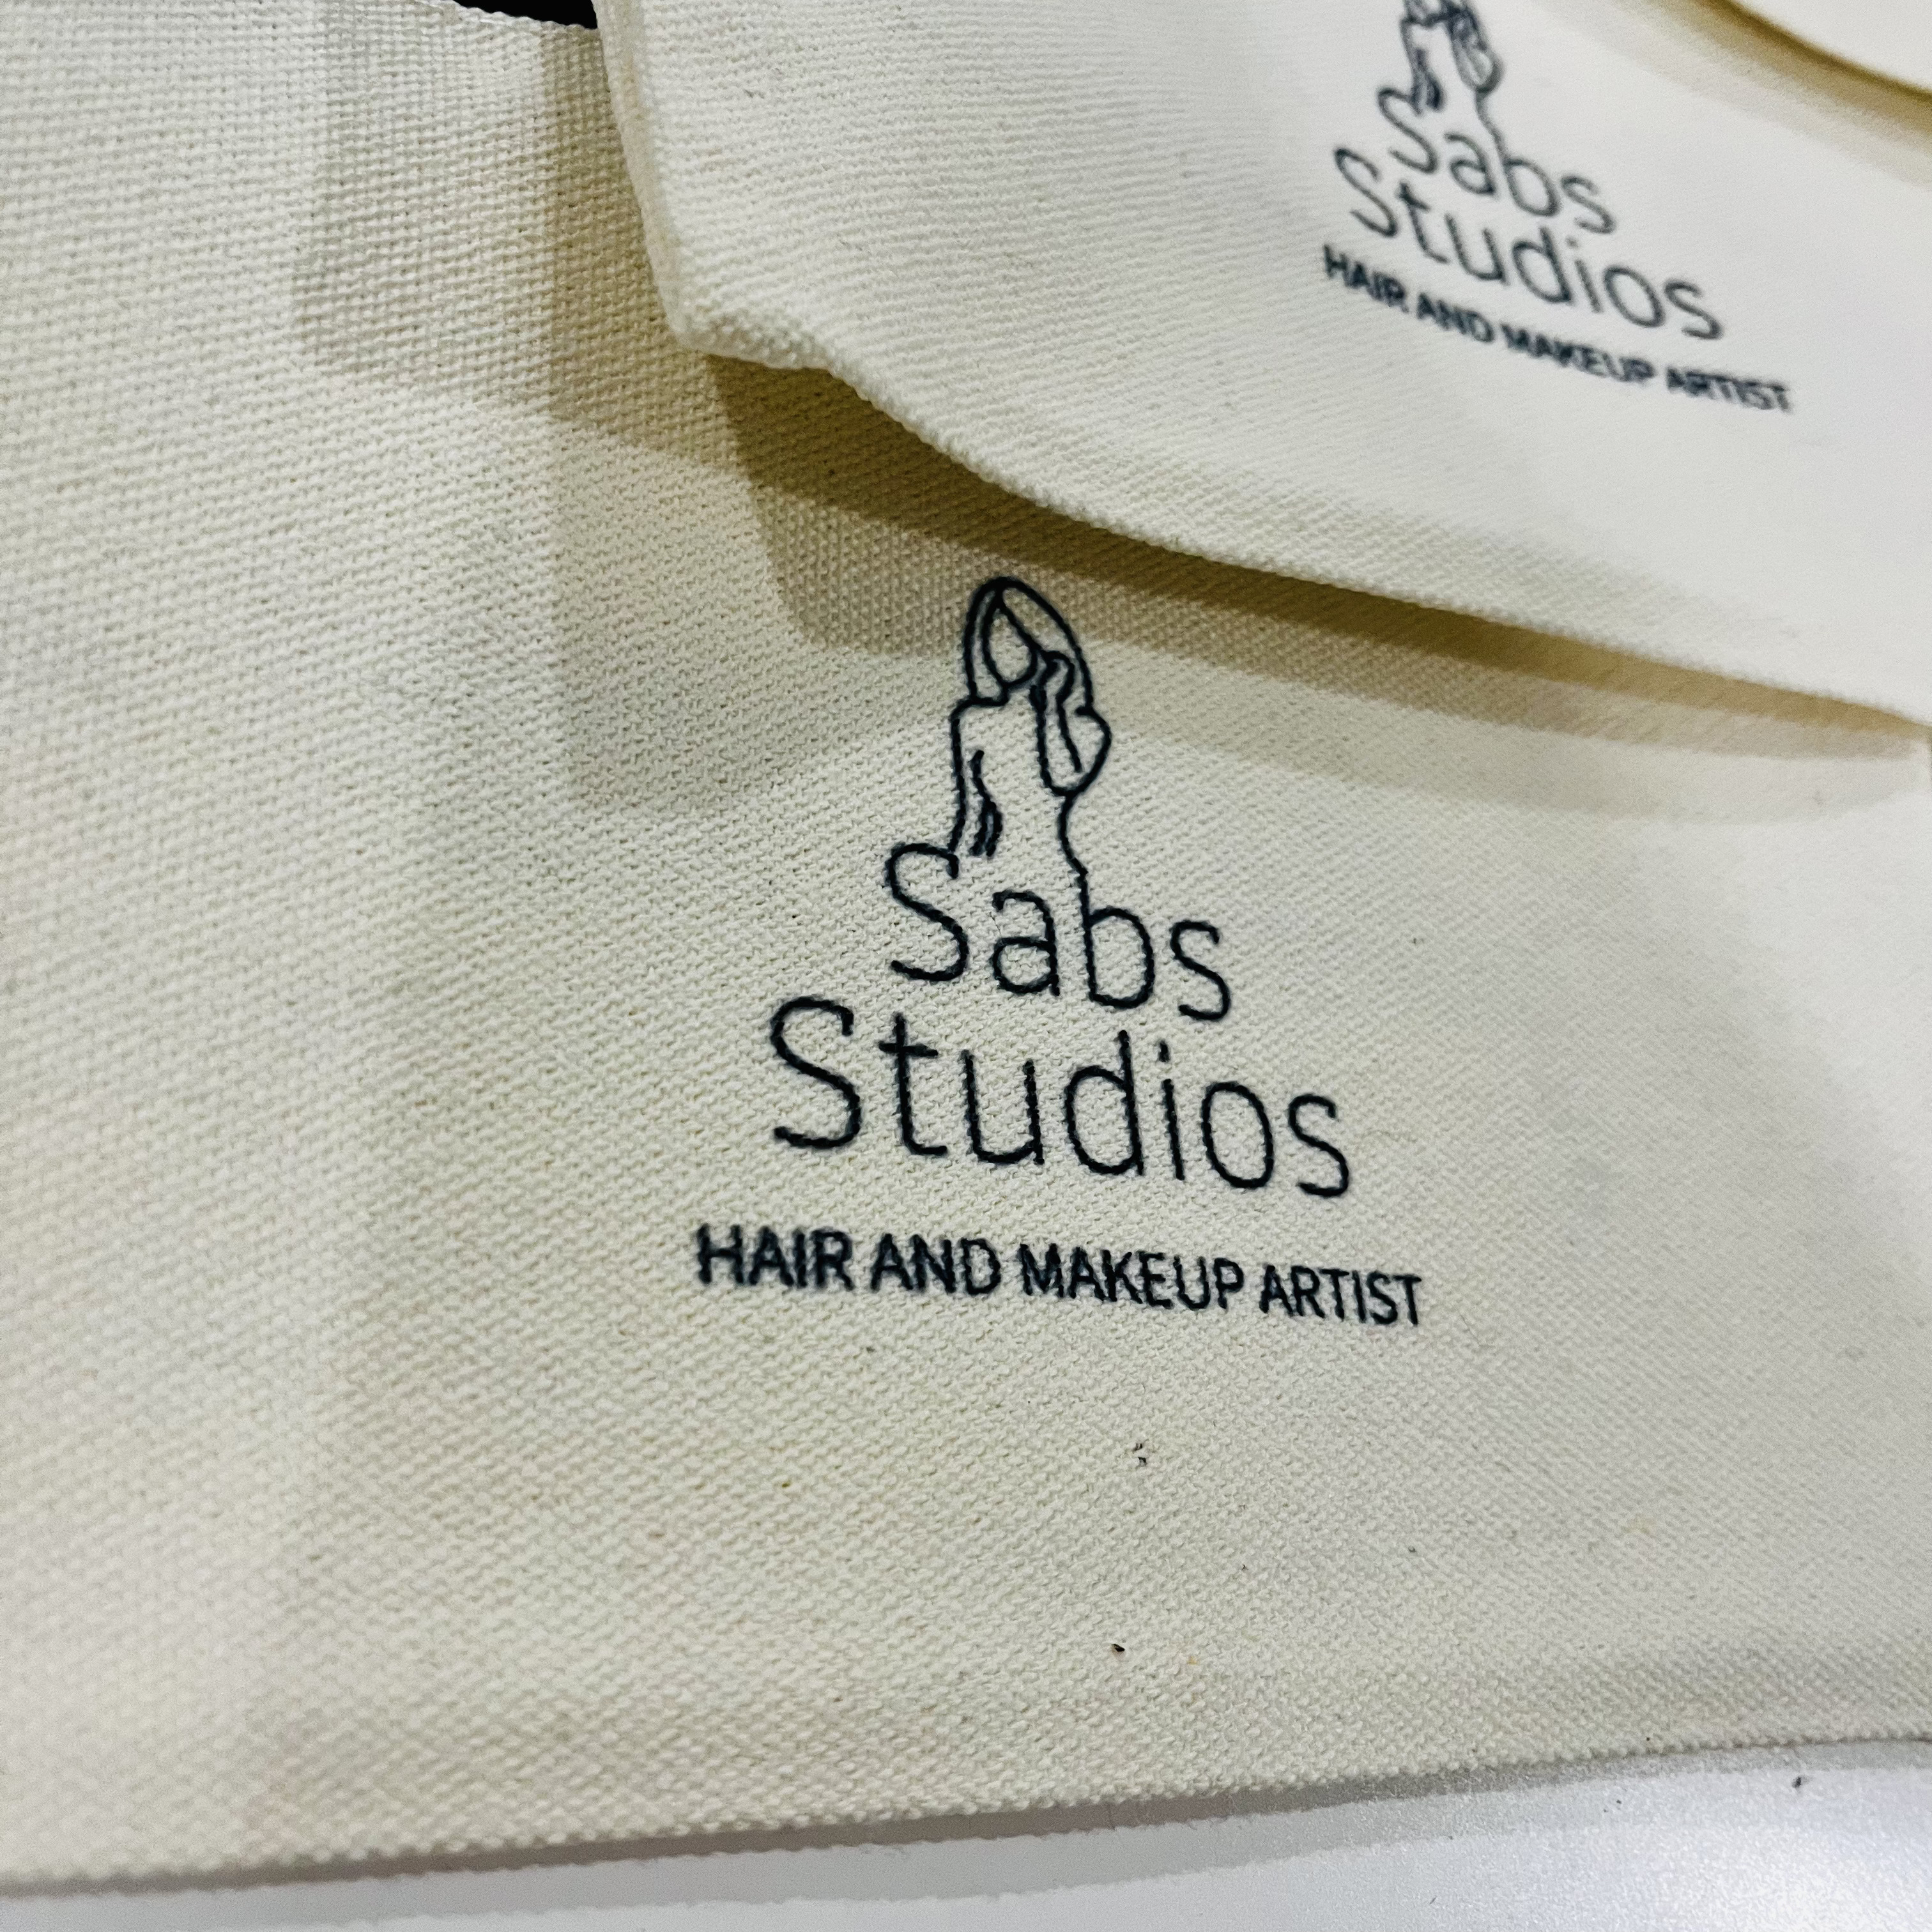 Sabs
Studios
HAIR AND MAKEUP ARTIST
Sabs
Studios
HAIR AND MAKEUP ARTIST